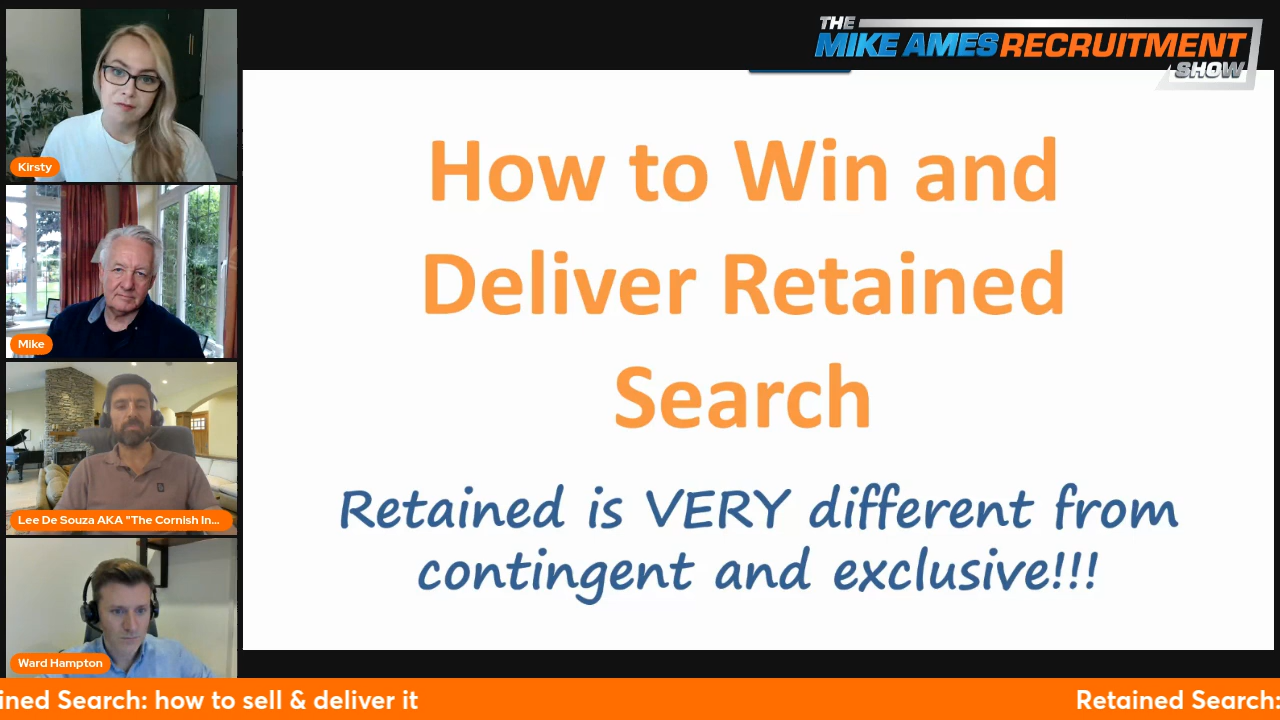 THE
MIKE AMES RECRUITMENT
SHOW
Kirsty
Mike
Lee De Souza AKA "The Cornish In...
Ward Hampton
How to Win and
Deliver Retained
Search
Retained is VERY different from
contingent and exclusive!!!
ined Search: how to sell & deliver it
Retained Search: